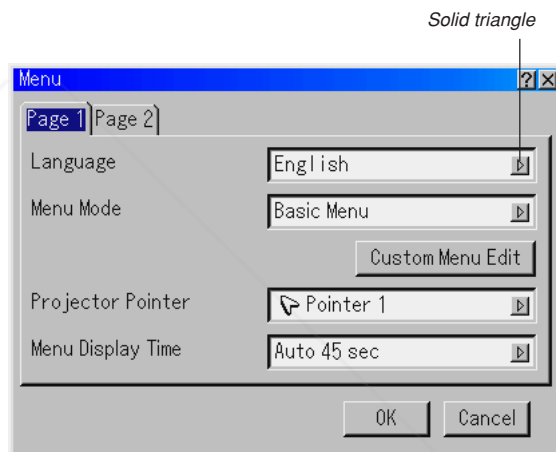 Solid triangle
Menu
Page 1 Page 2
Language English
Menu Mode Basic Menu
Custom Menu Edit
Projector Pointer Pointer 1
Menu Display Time Auto 45 sec
OK Cancel